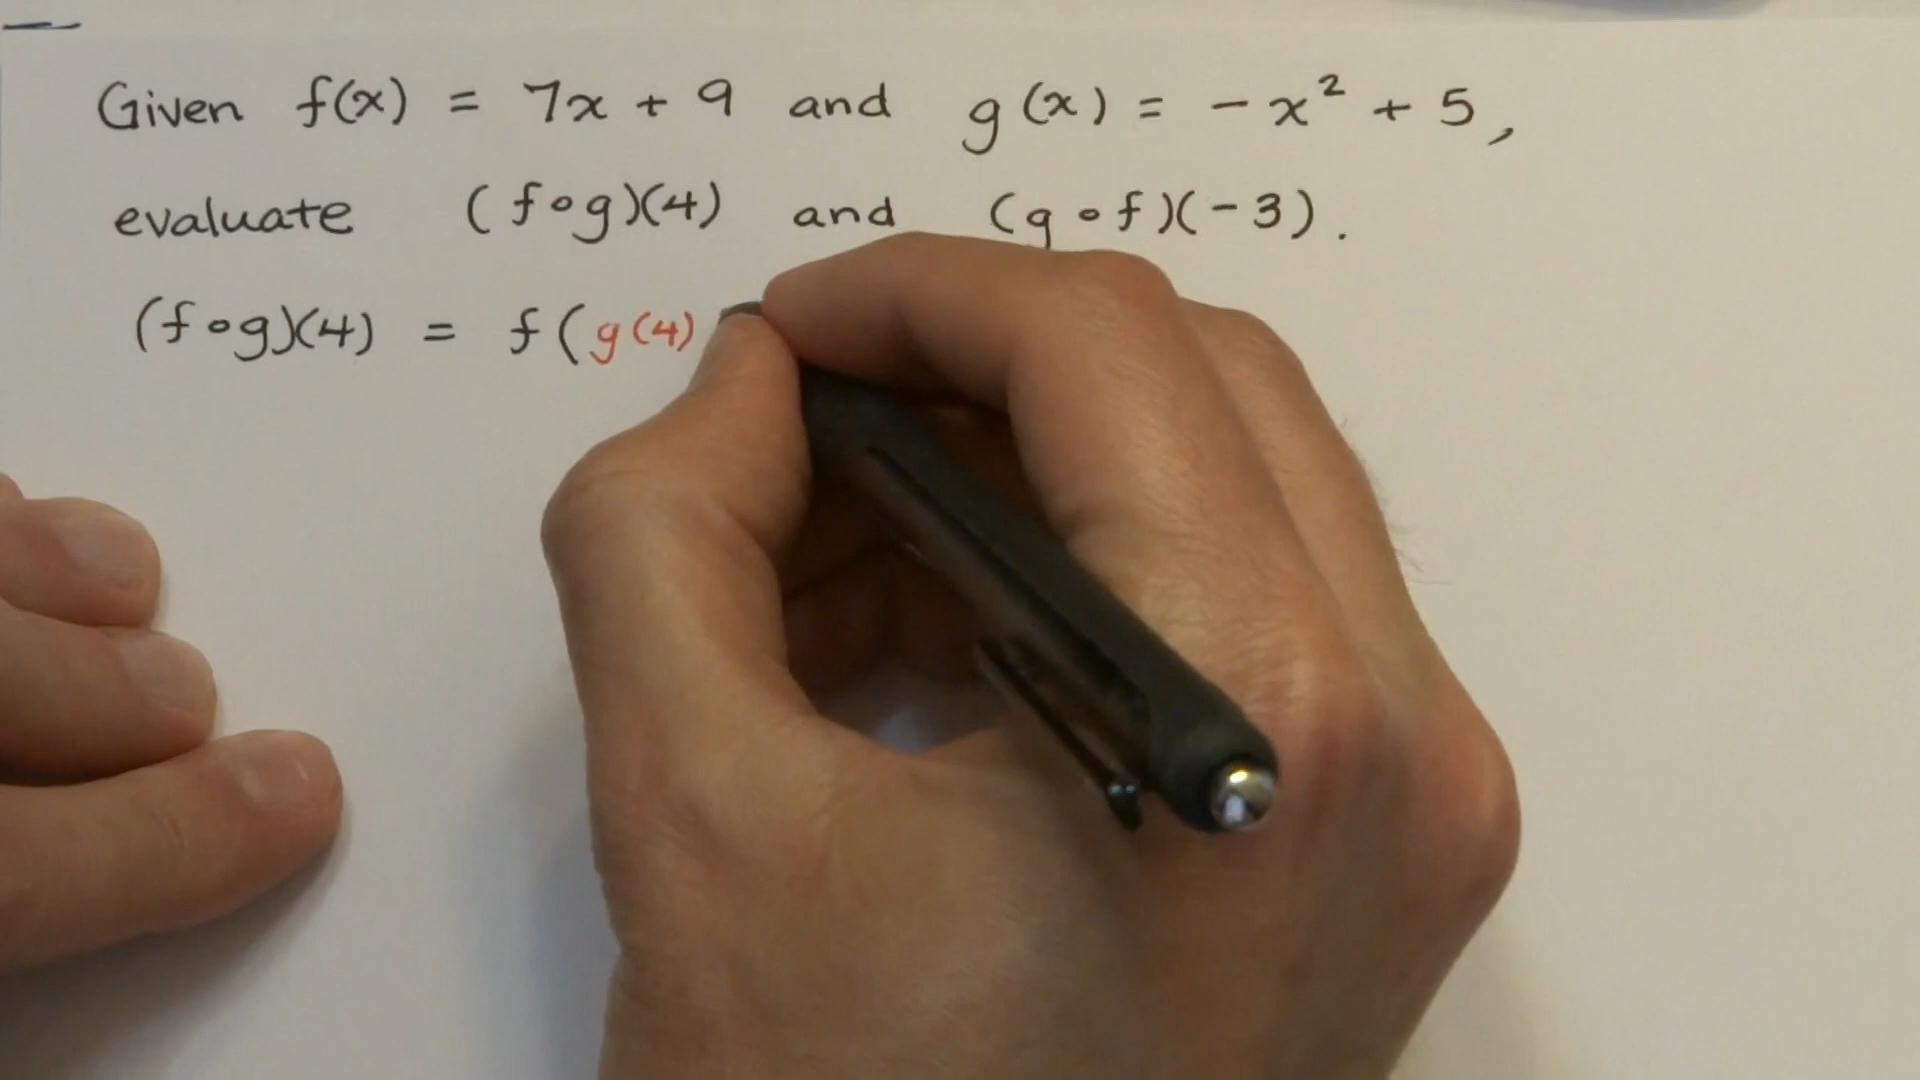 Given f(x) = 7x + 9 and g(x) = -x² + 5,
evaluate (f∘g)(4) and (g∘f)(-3).
(f∘g)(4) = f(g(4)